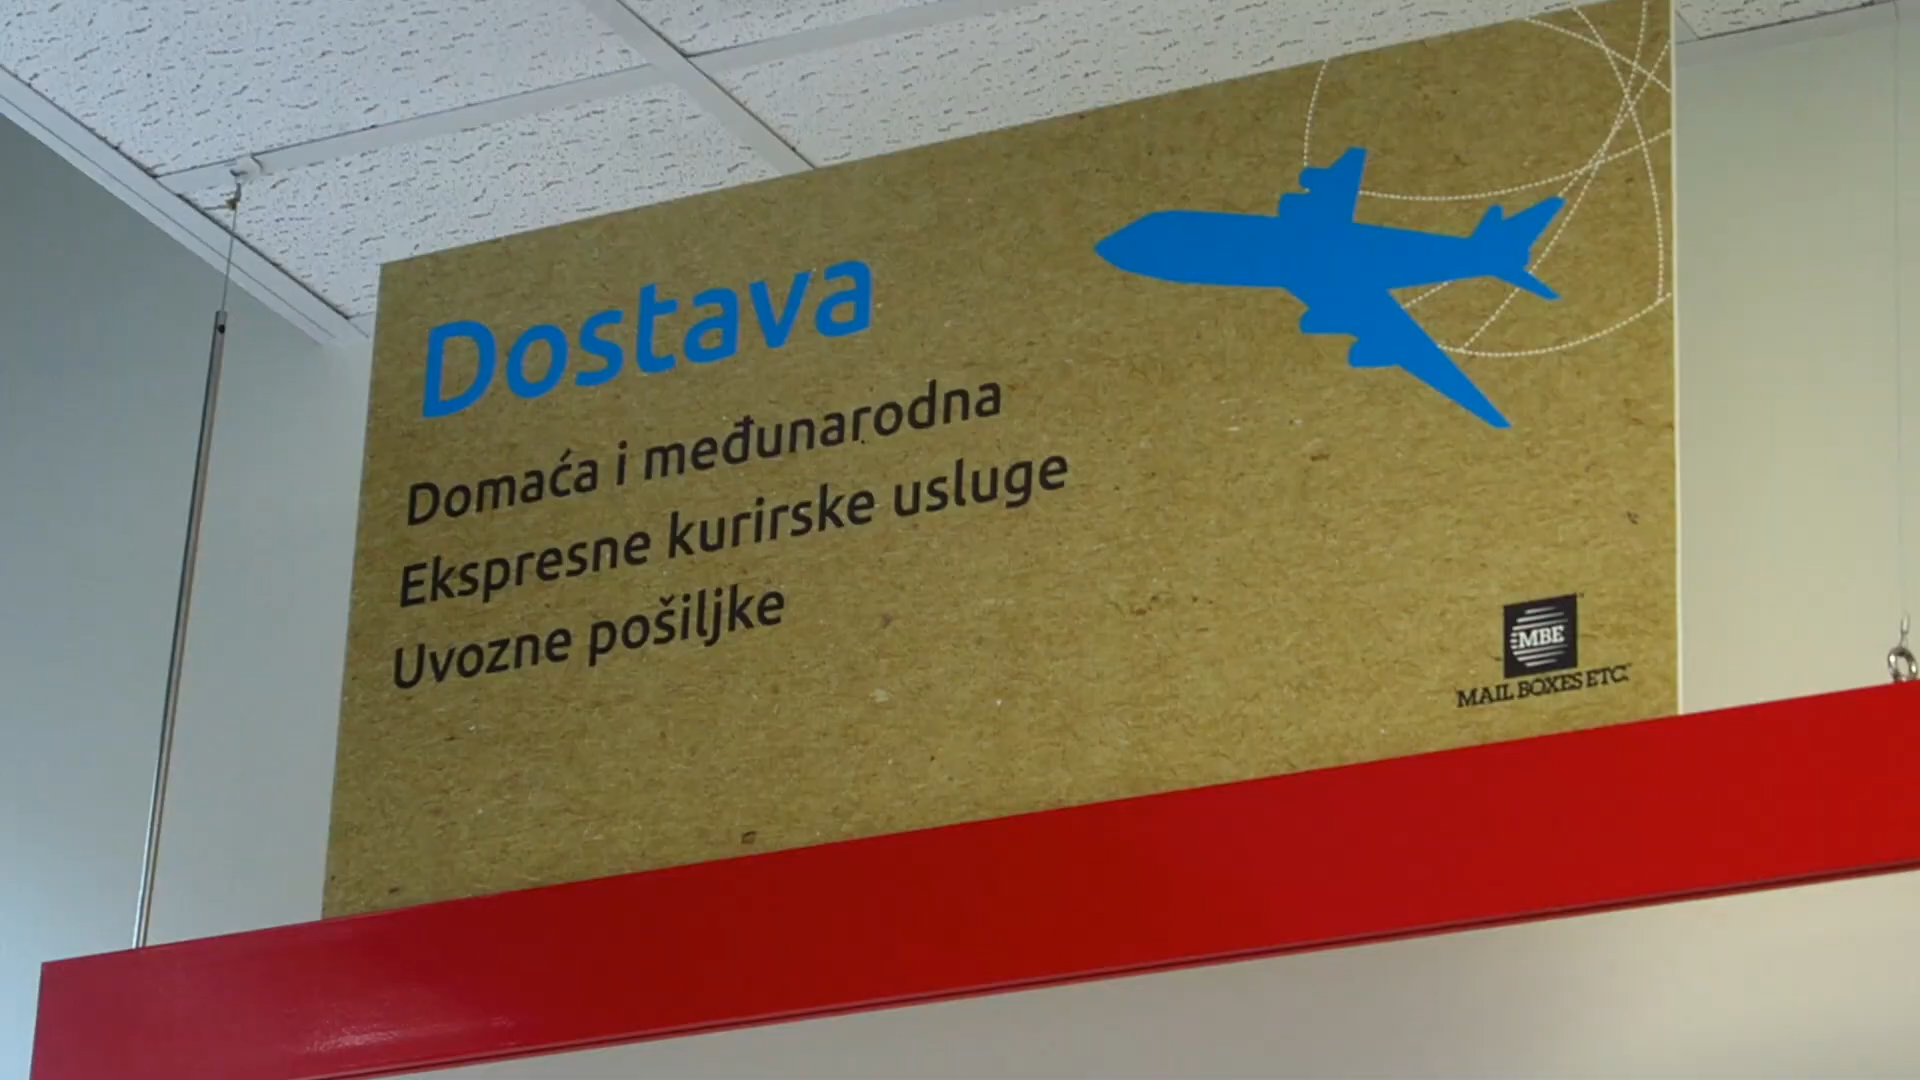 Dostava
Domaća i međunarodna
Ekspresne kurirske usluge
Uvozne pošiljke
MBE
MAIL BOXES ETC.